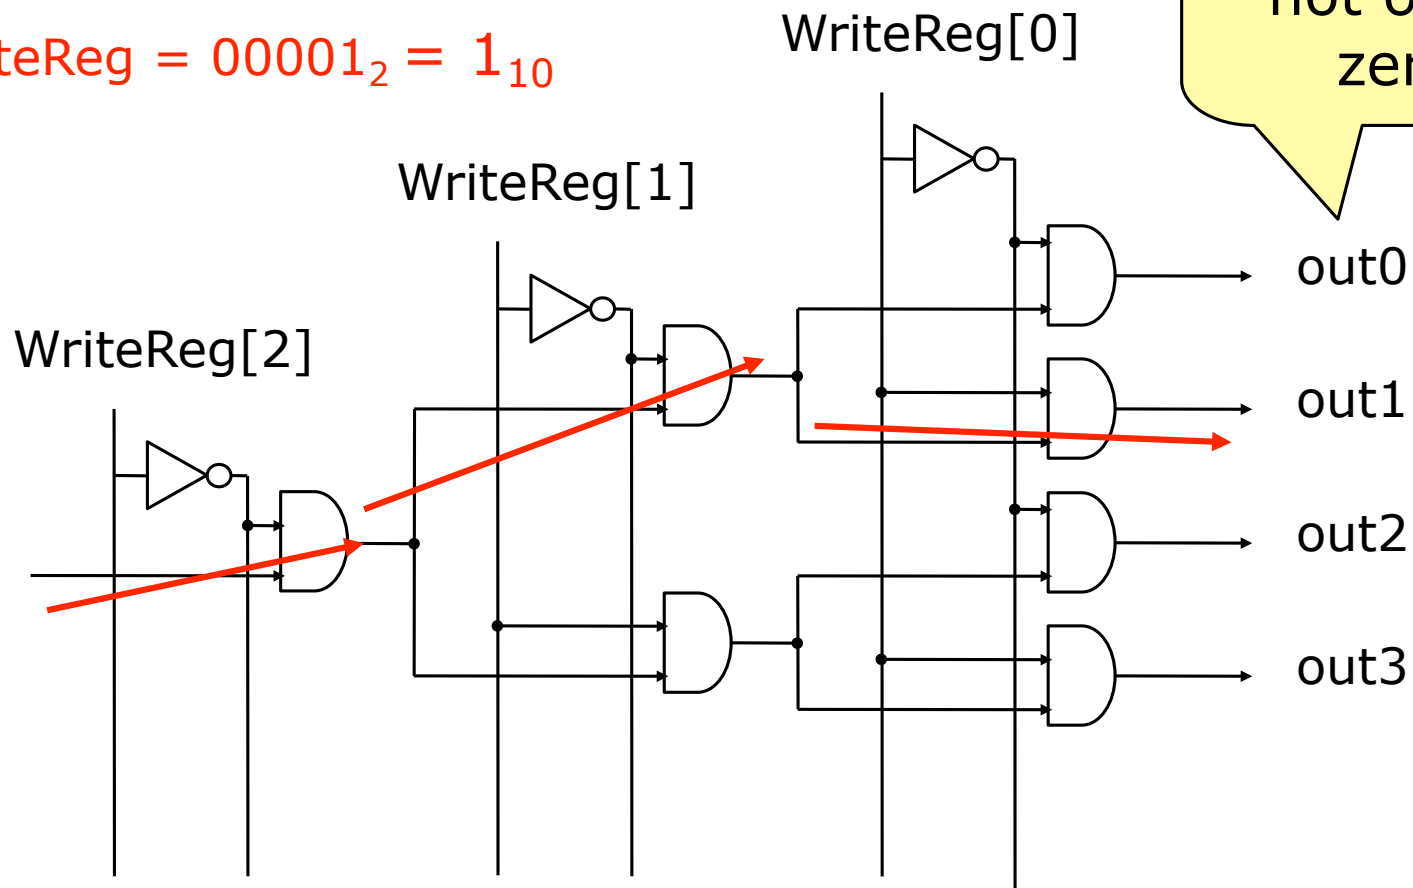 WriteReg[0]
teReg = 00001₂ = 1₁₀
WriteReg[1]
out0
WriteReg[2]
out1
out2
out3